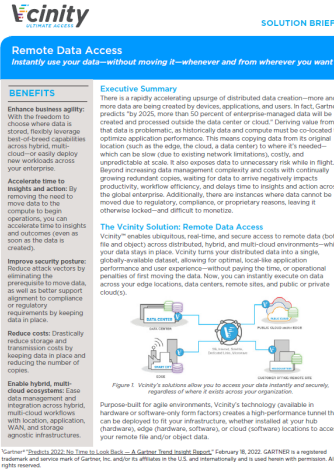 Vcinity
ULTIMATE ACCESS
SOLUTION BRIEF
Remote Data Access
Instantly use your data—without moving it—whenever and from wherever you want
BENEFITS
Enhance business agility:
With the freedom to
choose where data is
stored, flexibly leverage
best-of-breed capabilities
across hybrid, multi-
cloud—or easily deploy
new workloads across
your enterprise.
Accelerate time to
insights and action: By
removing the need to
move data to the
compute to begin
operations, you can
accelerate time to insights
and outcomes (even as
soon as the data is
created).
Improve security posture:
Reduce attack vectors by
eliminating the
prerequisite to move data,
as well as better support
alignment to compliance
or regulatory
requirements by keeping
data in place.
Reduce costs: Drastically
reduce storage and
transmission costs by
keeping data in place and
reducing the number of
copies.
Enable hybrid, multi-
cloud ecosystems: Ease
data management and
integration across hybrid,
multi-cloud workflows
with location, application,
WAN, and storage
agnostic infrastructures.
Executive Summary
There is a rapidly accelerating upsurge of distributed data creation—more and
more data are being created by devices, applications, and users. In fact, Gartner
predicts "by 2025, more than 50 percent of enterprise-managed data will be
created and processed outside the data center or cloud." Deriving value from
that data is problematic, as historically data and compute must be co-located
optimize application performance. This means copying data from its original
location (such as the edge, the cloud, a data center) to where it's needed—
which can be slow (due to existing network limitations), costly, and
unpredictable at scale. It also exposes data to unnecessary risk while in flight.
Beyond increasing data management complexity and costs with continually
growing redundant copies, waiting for data to arrive negatively impacts
productivity, workflow efficiency, and delays time to insights and action across
the global enterprise. Additionally, there are instances where data cannot be
moved due to regulatory, compliance, or proprietary reasons, leaving it
otherwise locked—and difficult to monetize.
The Vcinity Solution: Remote Data Access
Vcinity™ enables ubiquitous, real-time, and secure access to remote data (both
file and object) across distributed, hybrid, and multi-cloud environments—whi
your data stays in place. Vcinity turns your distributed data into a single,
globally-available dataset, allowing for optimal, local-like application
performance and user experience—without paying the time, or operational
penalties of first moving the data. Now, you can instantly execute on data
across your edge locations, data centers, remote sites, and public or private
cloud(s).
DATA CENTER
DATA CENTER
PUBLIC CLOUD HIGH EDGE
EDGE
Figure 1. Vcinity's solutions allow you to access your data instantly and securely,
regardless of where it exists across your organization.
Purpose-built for agile environments, Vcinity's technology (available in
hardware or software-only form factors) creates a high-performance tunnel that
can be deployed to fit your infrastructure, whether installed at your HQ, data
center, edge (hardware, software), or cloud (software) locations to access
your remote file and/or object data.
"Predicts 2022: No Time to Look Back — A Gartner Trend Insight Report," February 18, 2022. GARTNER is a registered
trademark and service mark of Gartner, Inc. and/or its affiliates in the U.S. and internationally and is used herein with permission. All
rights reserved.